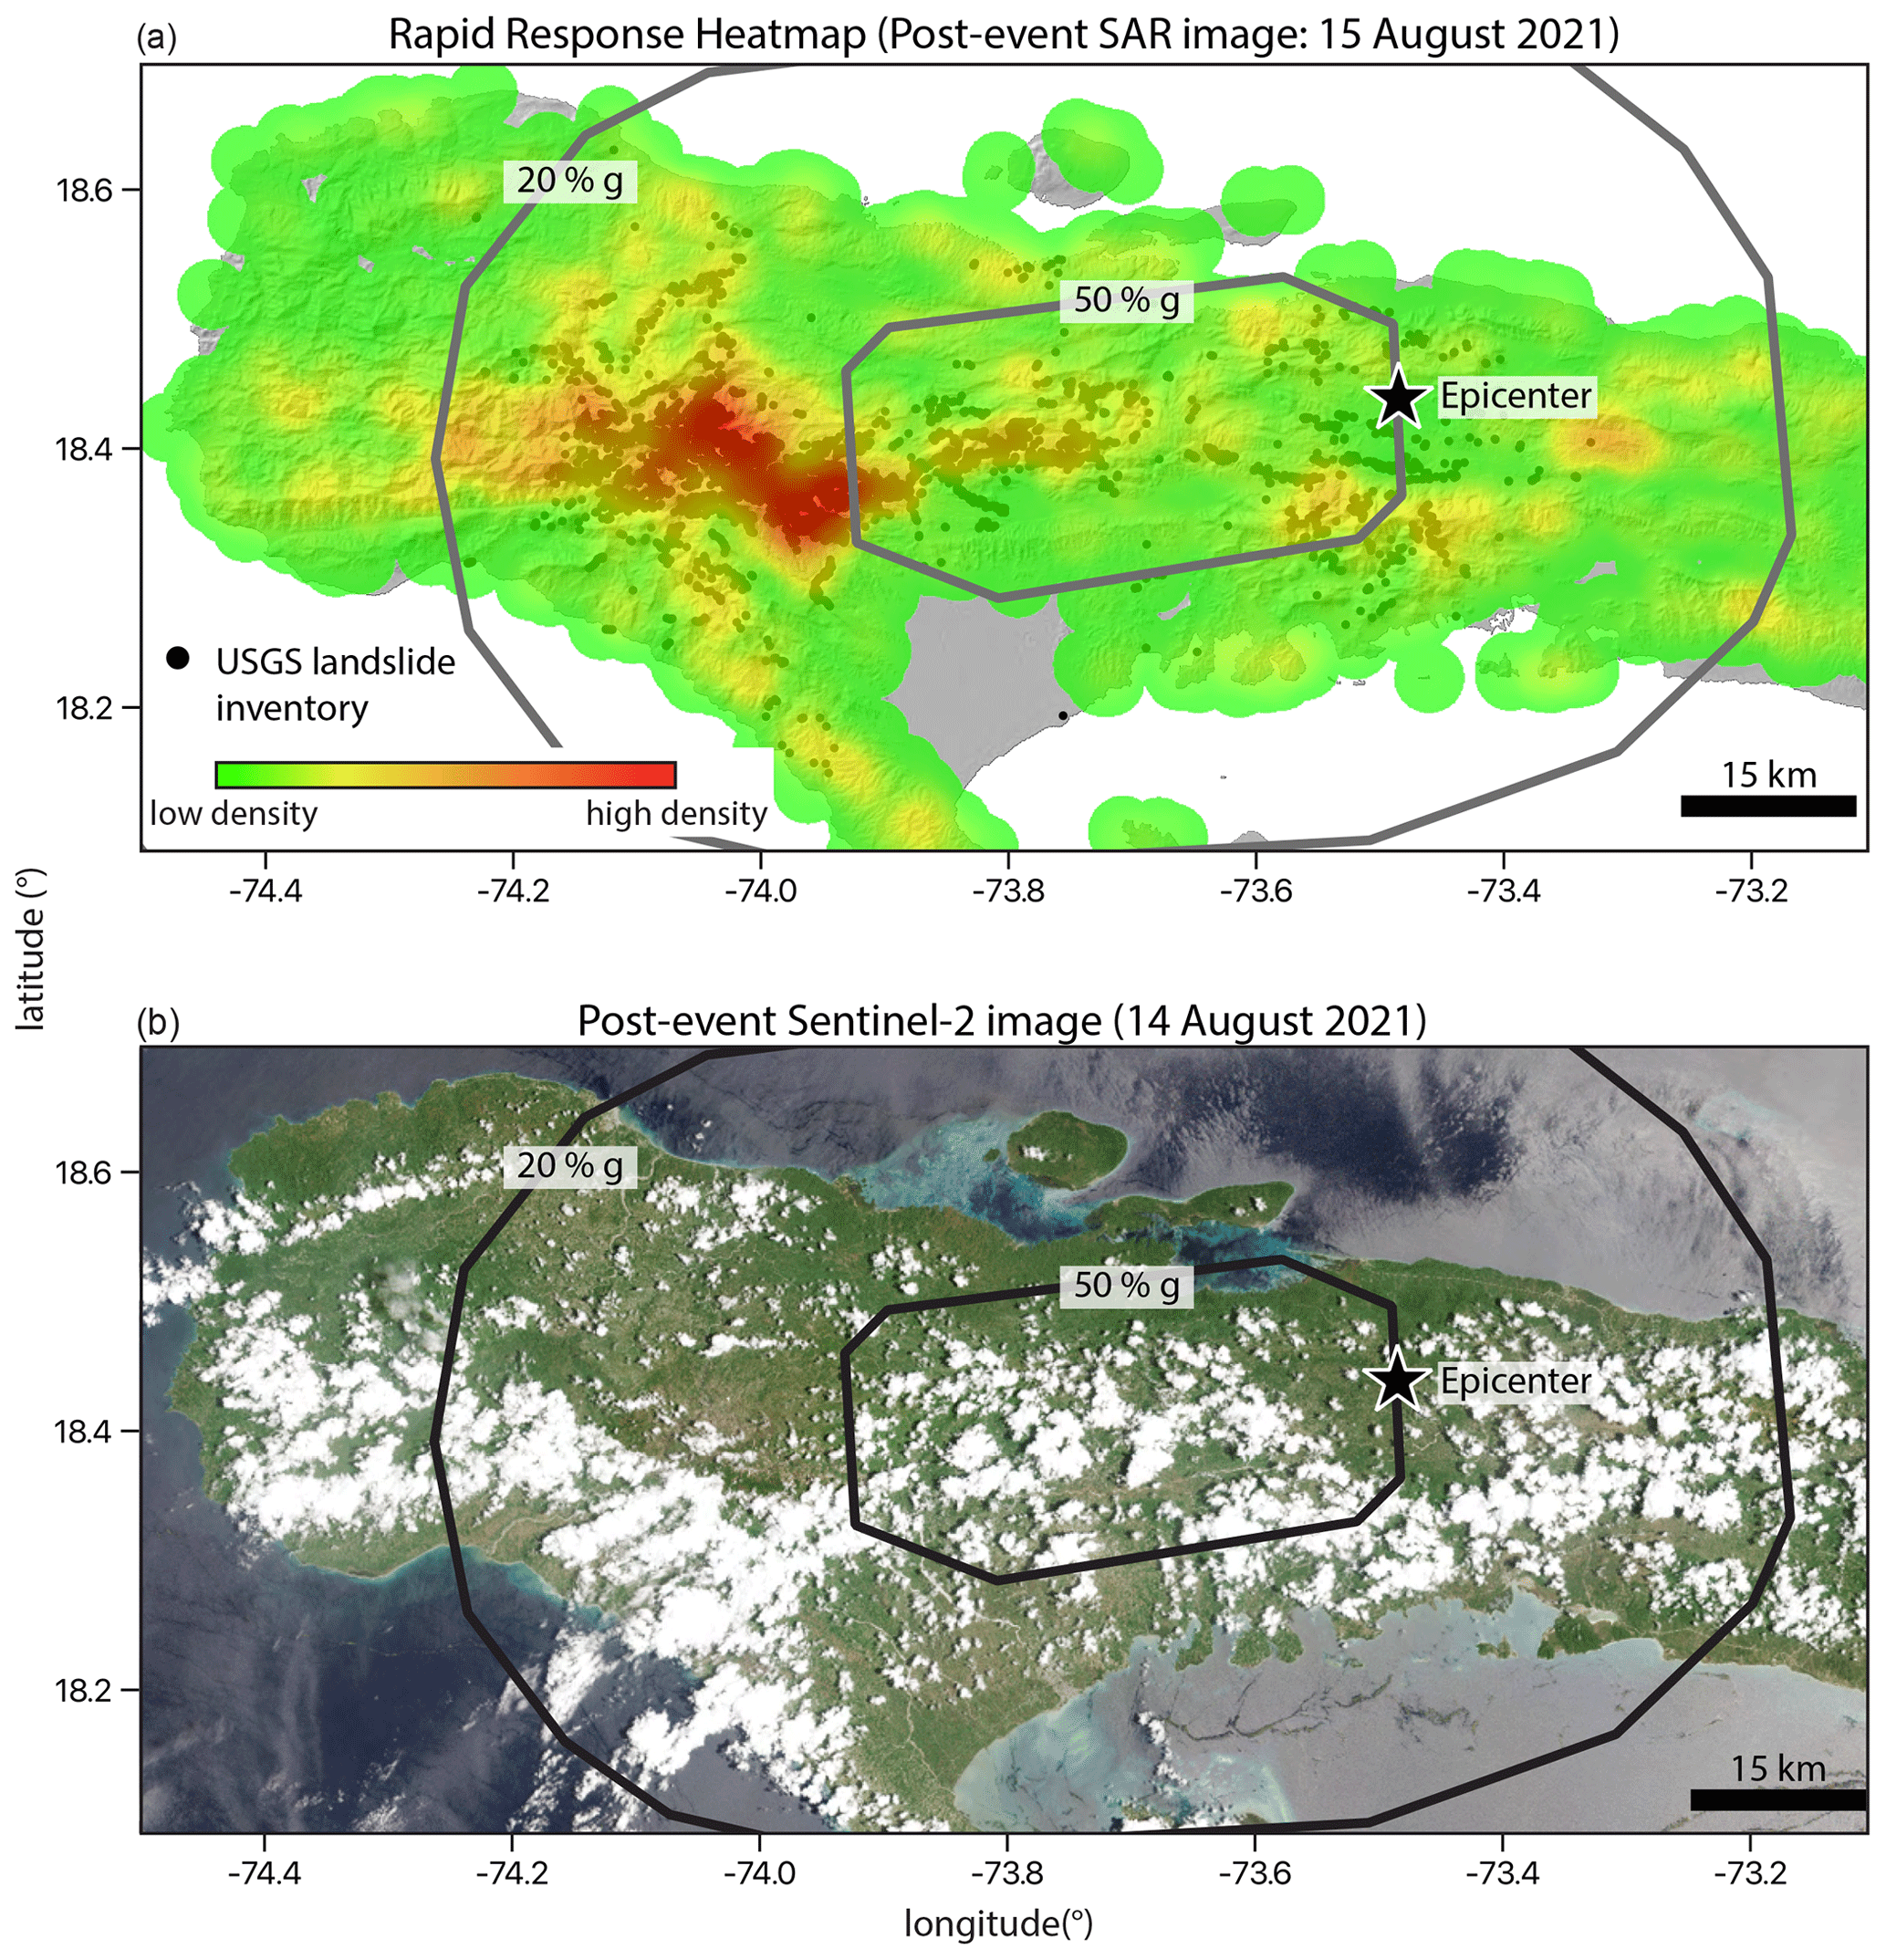 (a)
Rapid Response Heatmap (Post-event SAR image: 15 August 2021)
18.6
18.4
18.2
20 % g
50 % g
Epicenter
USGS landslide
inventory
low density
high density
15 km
-74.4
-74.2
-74.0
-73.8
-73.6
-73.4
-73.2
latitude (°)
(b)
Post-event Sentinel-2 image (14 August 2021)
18.6
18.4
18.2
20 % g
50 % g
Epicenter
15 km
-74.4
-74.2
-74.0
-73.8
-73.6
-73.4
-73.2
longitude(°)